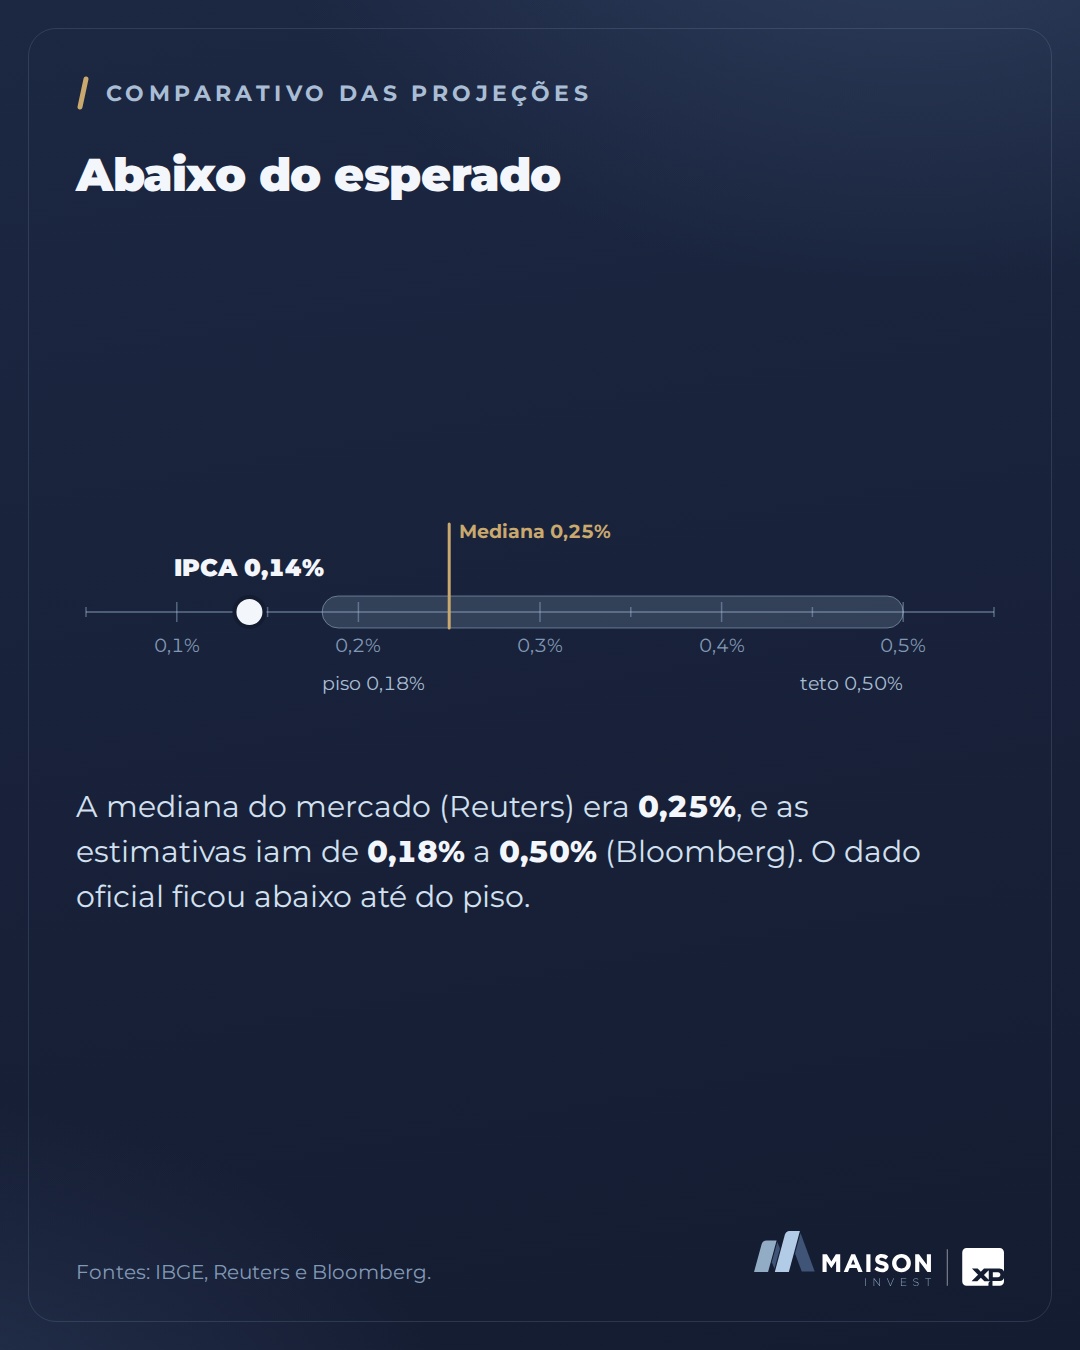 COMPARATIVO DAS PROJEÇÕES
Abaixo do esperado
Mediana 0,25%
IPCA 0,14%
0,1%
0,2%
0,3%
0,4%
0,5%
piso 0,18%
teto 0,50%
A mediana do mercado (Reuters) era 0,25%, e as
estimativas iam de 0,18% a 0,50% (Bloomberg). O dado
oficial ficou abaixo até do piso.
Fontes: IBGE, Reuters e Bloomberg.
MAISON
INVEST
xp